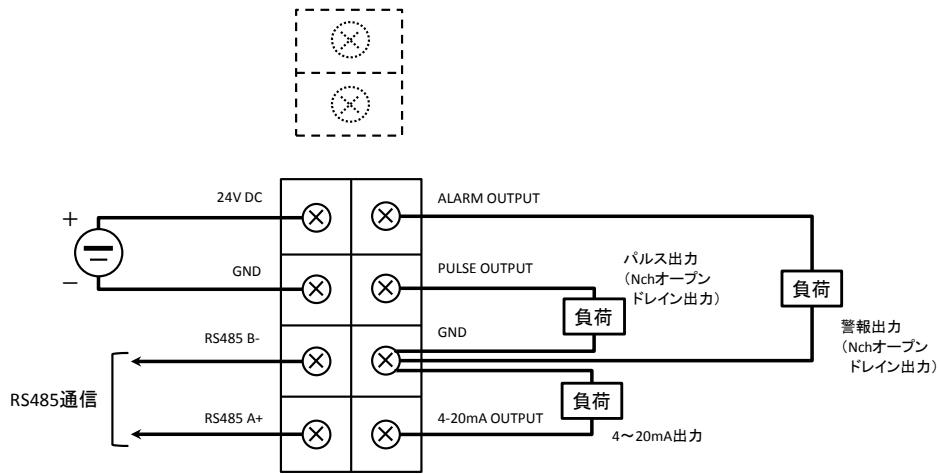 24V DC
ALARM OUTPUT
+
−
GND
PULSE OUTPUT
パルス出力
(Nchオープン
ドレイン出力)
負荷
負荷
RS485 B-
GND
警報出力
(Nchオープン
ドレイン出力)
RS485通信
RS485 A+
4-20mA OUTPUT
負荷
4～20mA出力